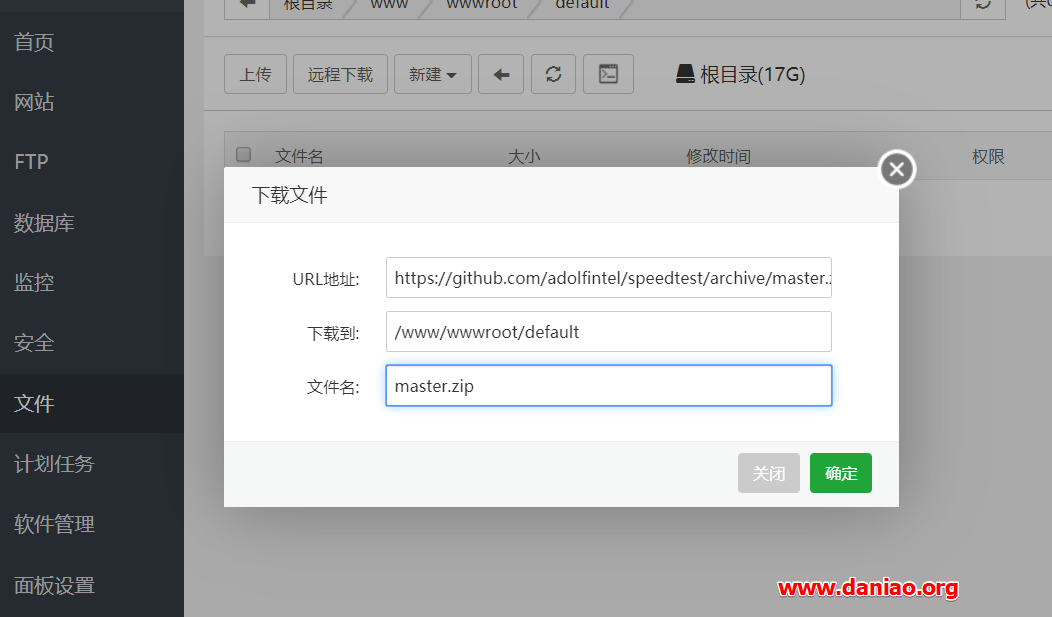 根目录 www wwwroot default (共
首页
网站
FTP
数据库
监控
安全
文件
计划任务
软件管理
面板设置
上传 远程下载 新建 根目录(17G)
文件名 大小 修改时间 权限
下载文件
URL地址: https://github.com/adolfintel/speedtest/archive/master.z
下载到: /www/wwwroot/default
文件名: master.zip
关闭 确定
www.daniao.org